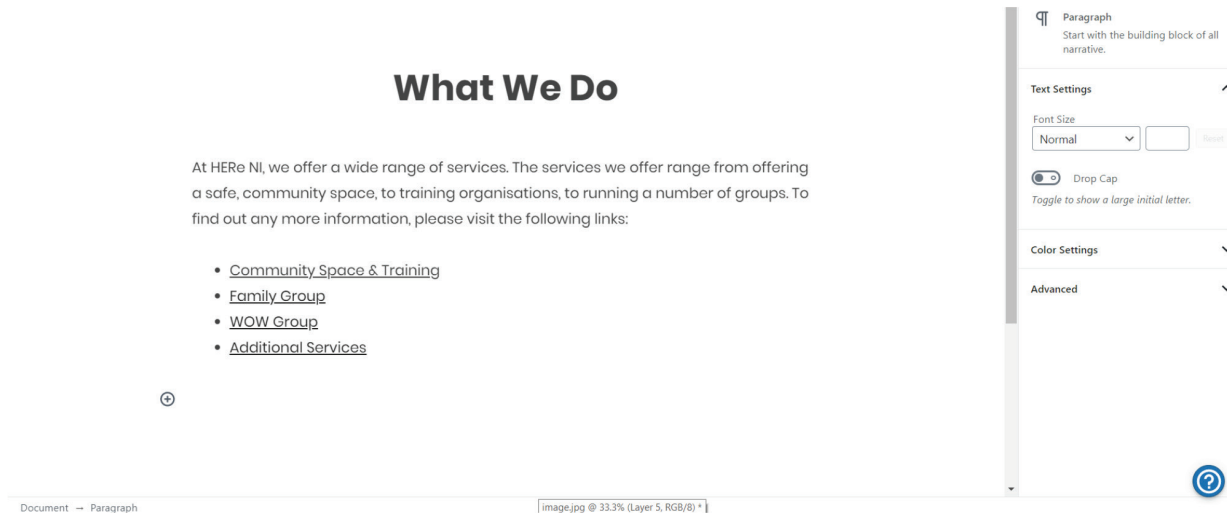 What We Do
At HERe NI, we offer a wide range of services. The services we offer range from offering
a safe, community space, to training organisations, to running a number of groups. To
find out any more information, please visit the following links:
• Community Space & Training
• Family Group
• WOW Group
• Additional Services
Paragraph
Start with the building block of all
narrative.
Text Settings
Font Size
Normal
Reset
Drop Cap
Toggle to show a large initial letter.
Color Settings
Advanced
Document → Paragraph
image.jpg @ 33.3% (Layer 5, RGB/8) *